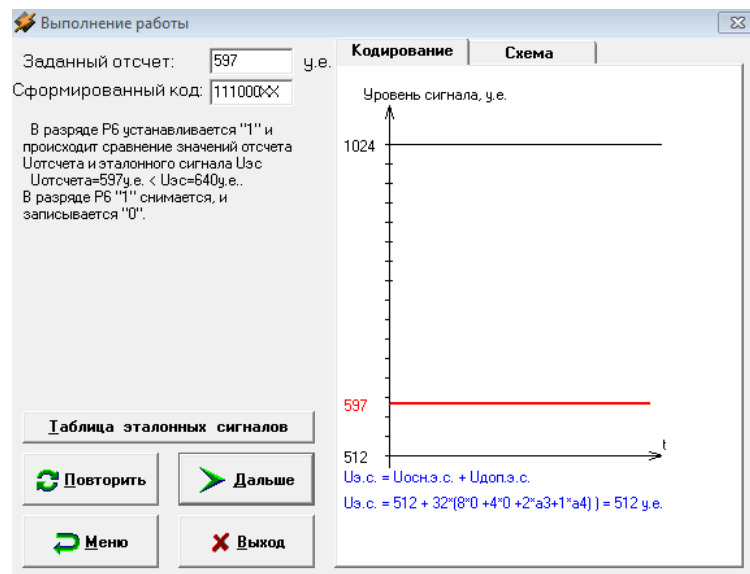 Выполнение работы
Заданный отсчет: 597 у.е.
Сформированный код: 111000XX
В разряде P6 устанавливается "1" и
происходит сравнение значений отсчета
Uотсчета и эталонного сигнала Uэс
Uотсчета=597у.е. < Uэс=640у.е..
В разряде P6 "1" снимается, и
записывается "0".
Таблица эталонных сигналов
Повторить
Дальше
Меню
Выход
Кодирование
Схема
Уровень сигнала, у.е.
1024
597
512
t
Uэ.с. = Uосн.э.с. + Uдоп.э.с.
Uэ.с. = 512 + 32*(8*0 +4*0 +2*a3+1*a4) ) = 512 у.е.